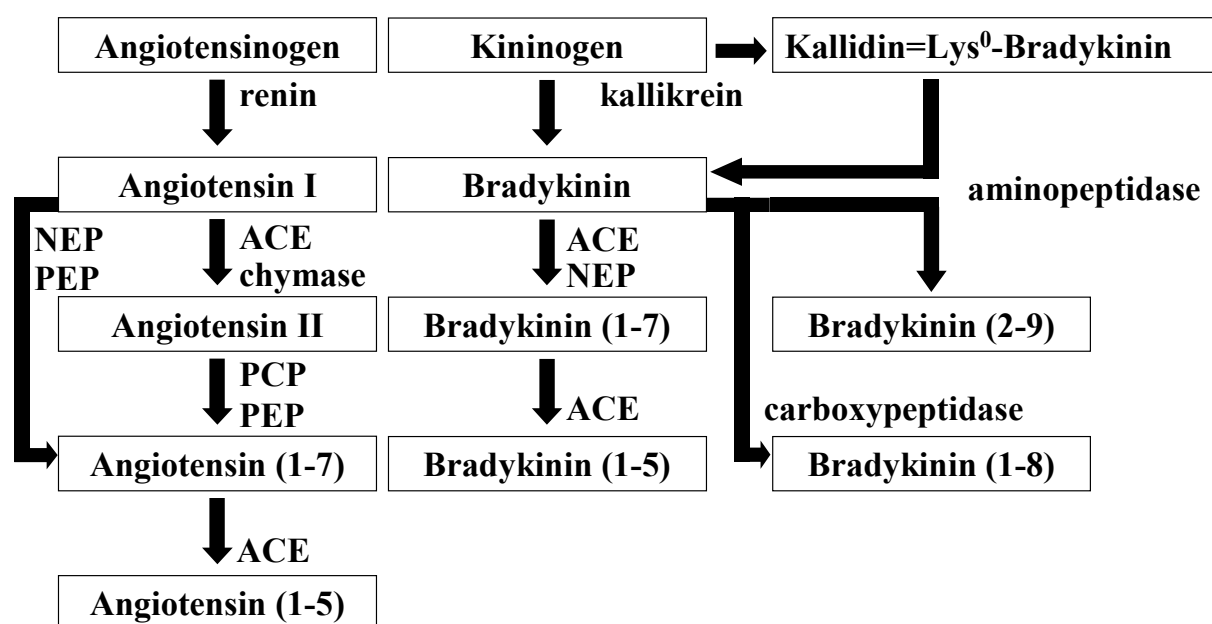 Angiotensinogen
Kininogen
Kallidin=Lys⁰-Bradykinin
renin
kallikrein
Angiotensin I
Bradykinin
aminopeptidase
NEP
PEP
ACE
chymase
ACE
NEP
Angiotensin II
Bradykinin (1-7)
Bradykinin (2-9)
PCP
PEP
ACE
carboxypeptidase
Angiotensin (1-7)
Bradykinin (1-5)
Bradykinin (1-8)
ACE
Angiotensin (1-5)